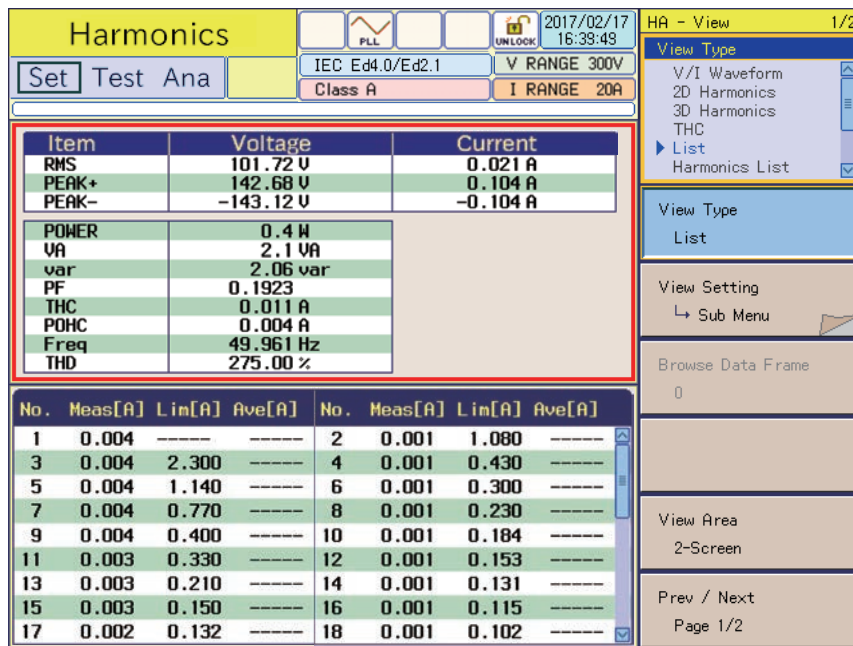 Harmonics
PLL
UNLOCK
2017/02/17
16:39:49
Set Test Ana
IEC Ed4.0/Ed2.1
V RANGE 300V
Class A
I RANGE 20A
Item Voltage Current
RMS 101.72 V 0.021 A
PEAK+ 142.68 V 0.104 A
PEAK- -143.12 V -0.104 A
POWER 0.4 W
VA 2.1 VA
var 2.06 var
PF 0.1923
THC 0.011 A
POHC 0.004 A
Freq 49.961 Hz
THD 275.00 %
No. Meas[A] Lim[A] Ave[A] No. Meas[A] Lim[A] Ave[A]
1 0.004 ----- ----- 2 0.001 1.080 -----
3 0.004 2.300 ----- 4 0.001 0.430 -----
5 0.004 1.140 ----- 6 0.001 0.300 -----
7 0.004 0.770 ----- 8 0.001 0.230 -----
9 0.004 0.400 ----- 10 0.001 0.184 -----
11 0.003 0.330 ----- 12 0.001 0.153 -----
13 0.003 0.210 ----- 14 0.001 0.131 -----
15 0.003 0.150 ----- 16 0.001 0.115 -----
17 0.002 0.132 ----- 18 0.001 0.102 -----
HA - View 1/2
View Type
V/I Waveform
2D Harmonics
3D Harmonics
THC
List
Harmonics List
View Type
List
View Setting
Sub Menu
Browse Data Frame
0
View Area
2-Screen
Prev / Next
Page 1/2